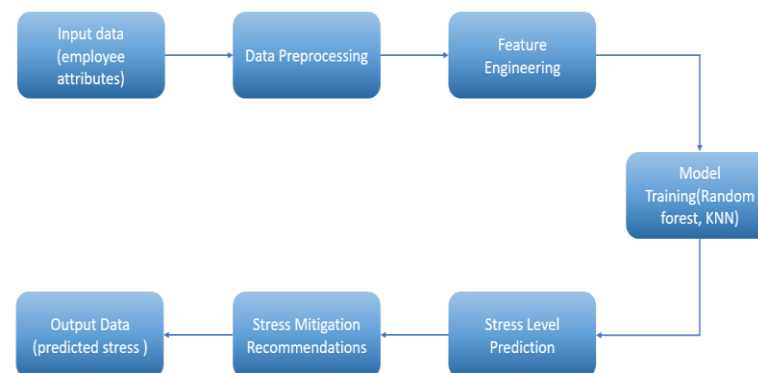 Input data
(employee
attributes)
Data Preprocessing
Feature
Engineering
Model
Training(Random
forest, KNN)
Stress Level
Prediction
Stress Mitigation
Recommendations
Output Data
(predicted stress )